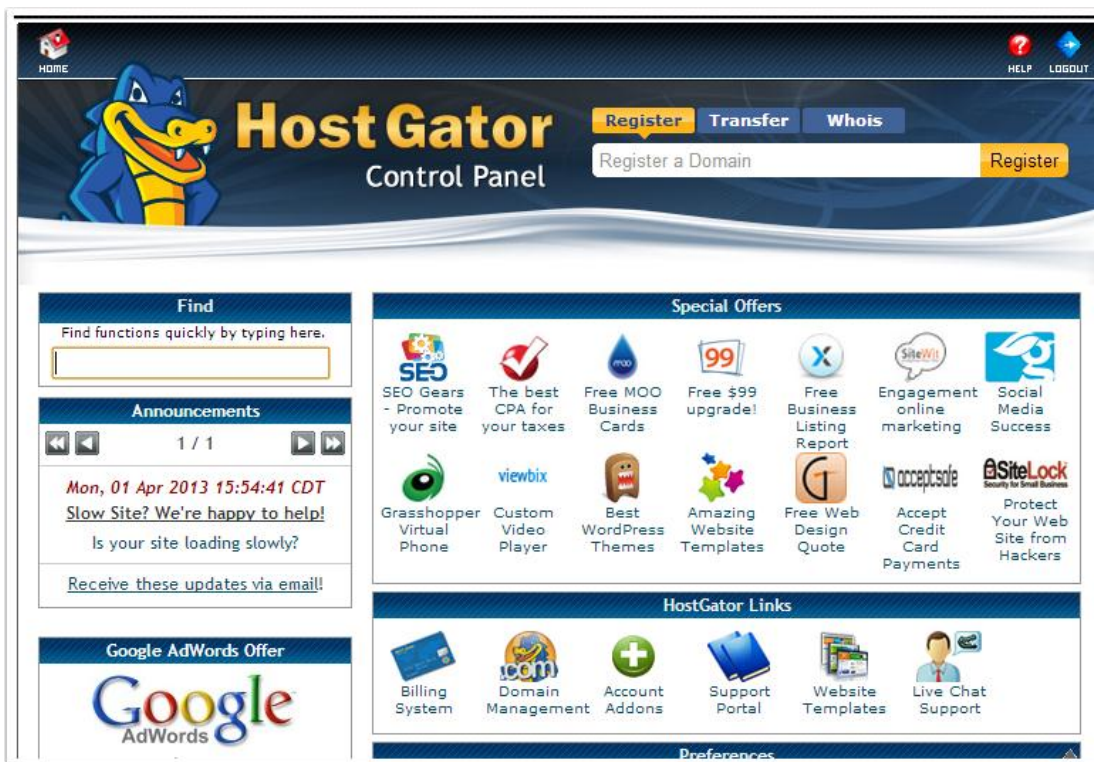 HOME
HELP LOGOUT
HostGator
Control Panel
Register Transfer Whois
Register a Domain Register
Find
Find functions quickly by typing here.
Announcements
1 / 1
Mon, 01 Apr 2013 15:54:41 CDT
Slow Site? We're happy to help!
Is your site loading slowly?
Receive these updates via email!
Google AdWords Offer
Google
AdWords
Special Offers
SEO
SEO Gears
- Promote
your site
The best
CPA for
your taxes
moo
Free MOO
Business
Cards
99
Free $99
upgrade!
X
Free
Business
Listing
Report
SiteWit
Engagement
online
marketing
Social
Media
Success
Grasshopper
Virtual
Phone
viewbix
Custom
Video
Player
Best
WordPress
Themes
Amazing
Website
Templates
Free Web
Design
Quote
acceptsafe
Accept
Credit
Card
Payments
SiteLock
Security for Small Business
Protect
Your Web
Site from
Hackers
HostGator Links
Billing
System
.com
Domain
Management
Account
Addons
Support
Portal
Website
Templates
Live Chat
Support
Preferences